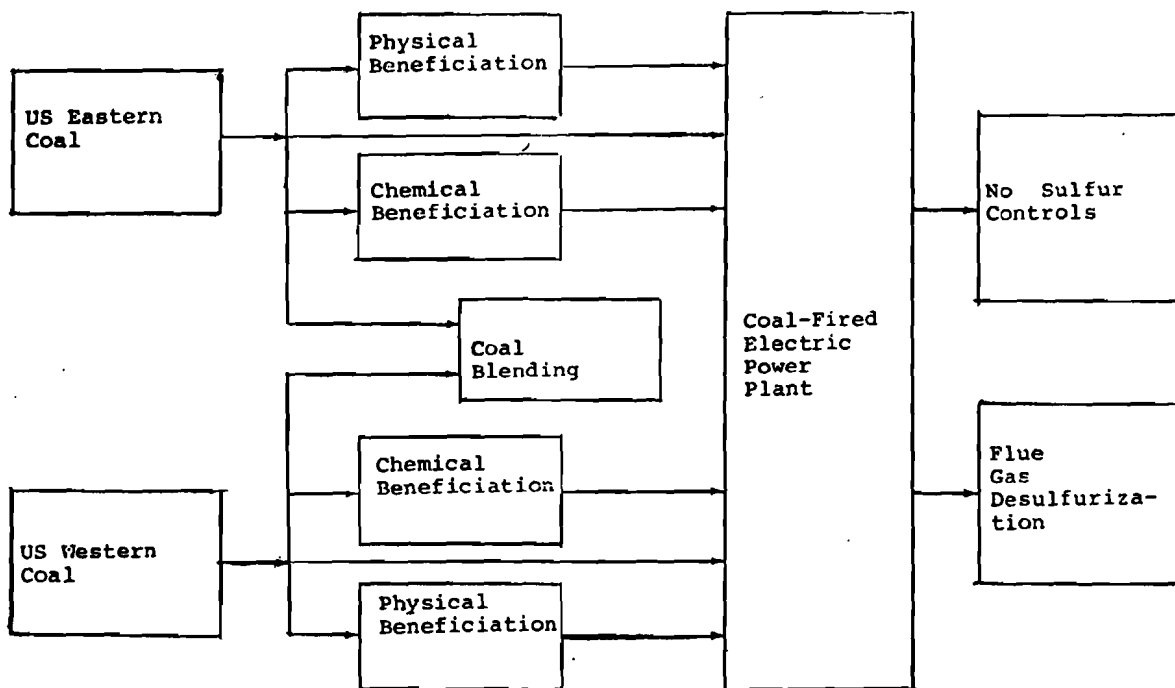 Physical
Beneficiation
US Eastern
Coal
Chemical
Beneficiation
No Sulfur
Controls
Coal
Blending
Coal-Fired
Electric
Power
Plant
Chemical
Beneficiation
Flue
Gas
Desulfuriza-
tion
US Western
Coal
Physical
Beneficiation